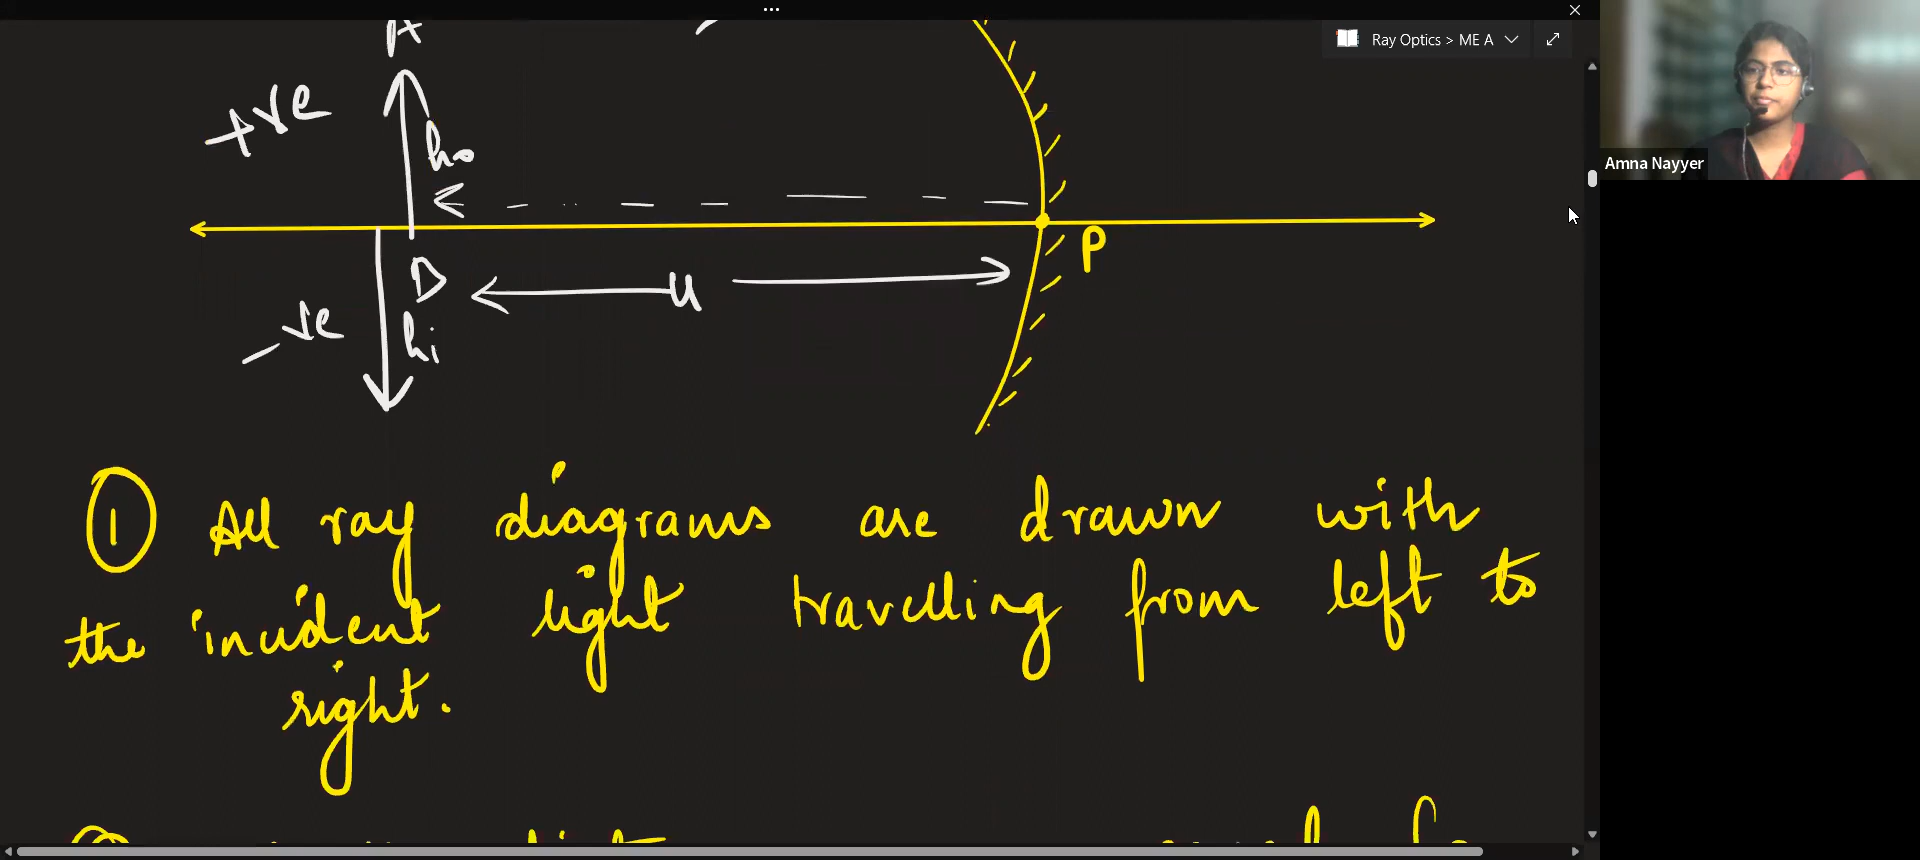 Ray Optics > ME A
+ve
ho
P
D
u
-ve
hi
Amna Nayyer
① All ray diagrams are drawn with
the incident light travelling from left to
right.